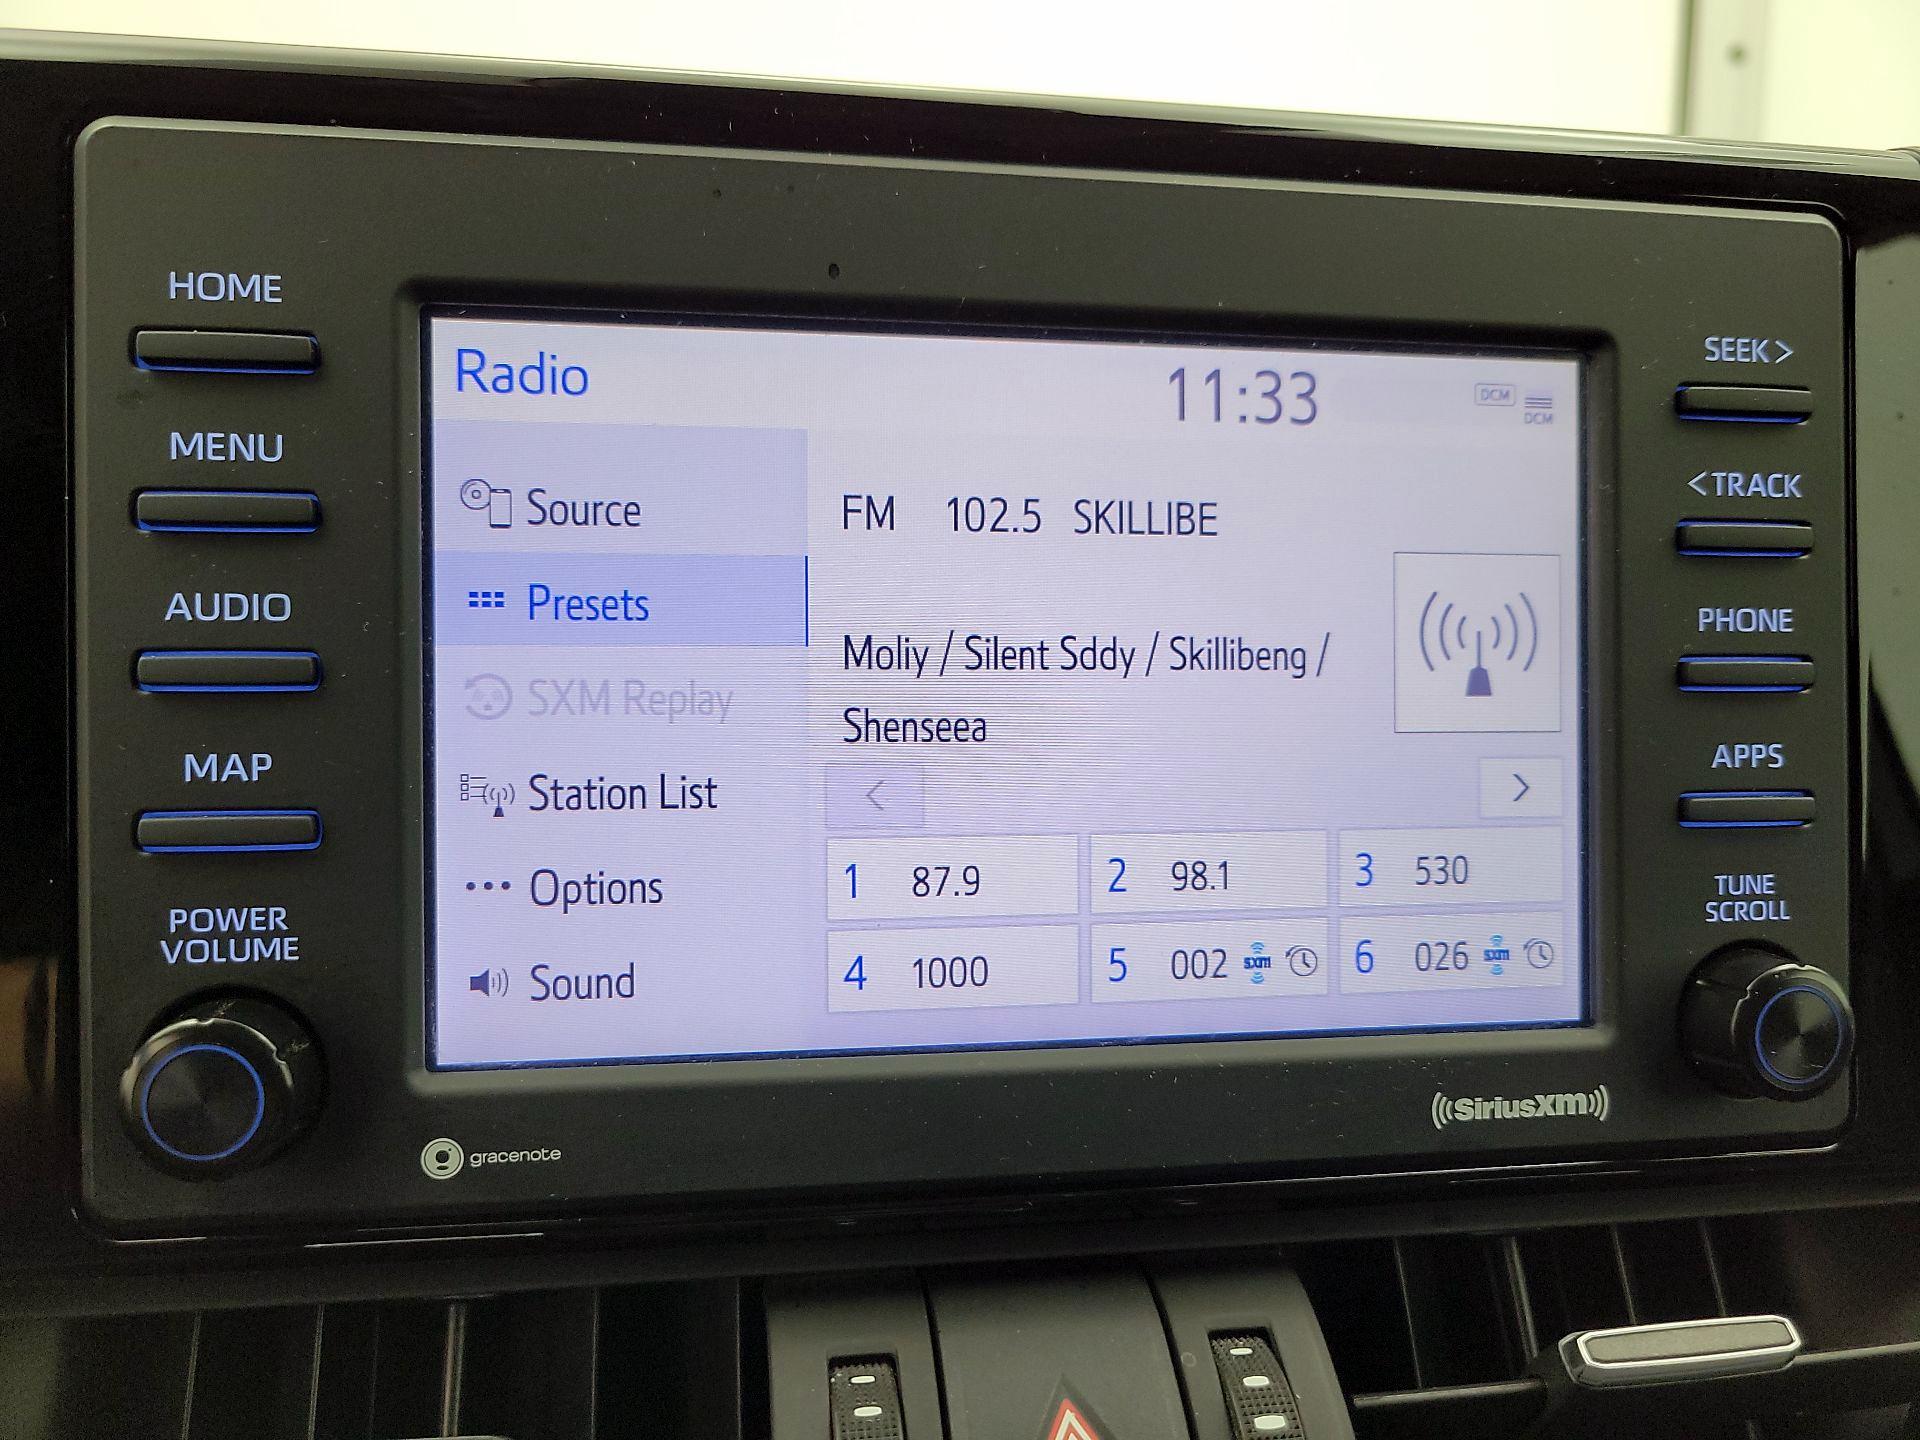 HOME
MENU
AUDIO
MAP
POWER
VOLUME
Radio
11:33
DCM
DCM
Source
Presets
SXM Replay
Station List
Options
Sound
FM 102.5 SKILLIBE
Moliy / Silent Sddy / Skillibeng /
Shenseea
<
>
1 87.9
2 98.1
3 530
4 1000
5 002 sxm
6 026 sxm
SEEK >
< TRACK
PHONE
APPS
TUNE
SCROLL
gracenote
((SiriusXM))